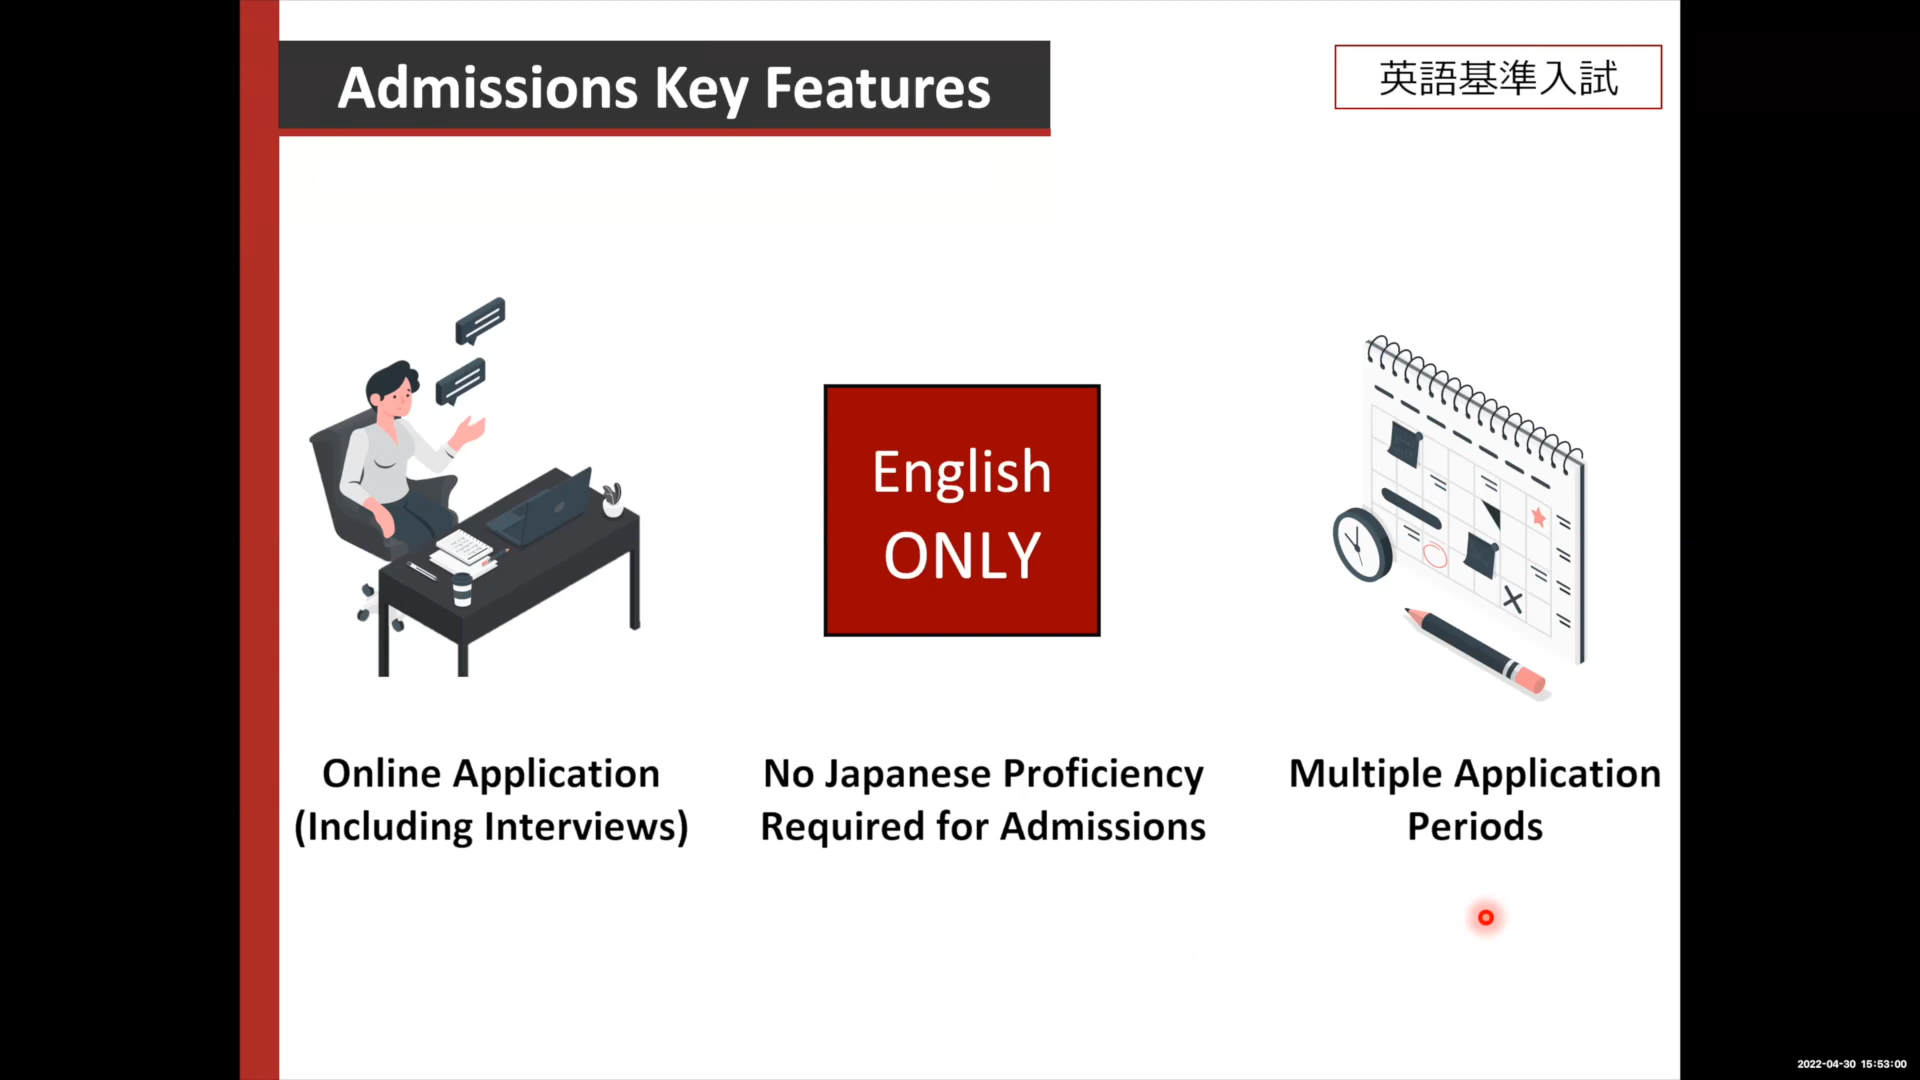 Admissions Key Features
英語基準入試
English
ONLY
Online Application
(Including Interviews)
No Japanese Proficiency
Required for Admissions
Multiple Application
Periods
2022-04-30 15:53:00